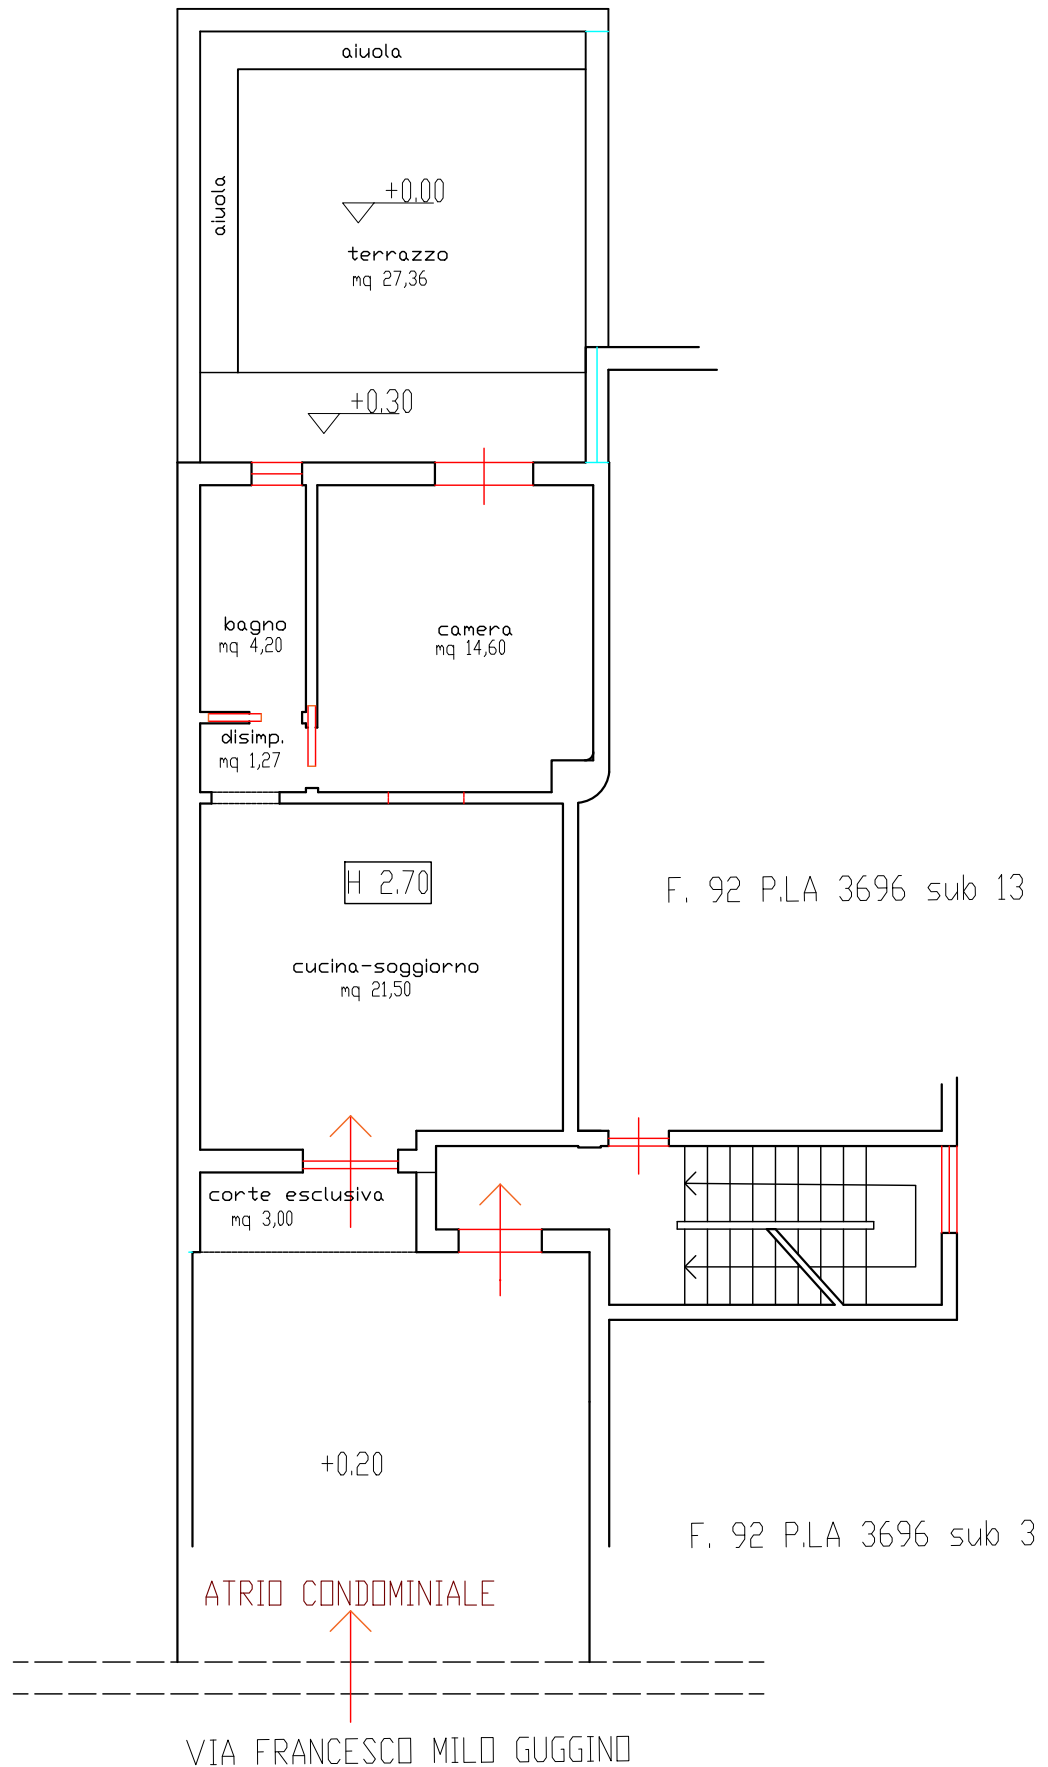 aiuola
aiuola
+0.00
terrazzo
mq 27,36
+0.30
bagno
mq 4,20
camera
mq 14,60
disimp.
mq 1,27
H 2.70
F. 92 P.LA 3696 sub 13
cucina-soggiorno
mq 21,50
corte esclusiva
mq 3,00
+0.20
F. 92 P.LA 3696 sub 3
ATRIO CONDOMINIALE
VIA FRANCESCO MILO GUGGINO